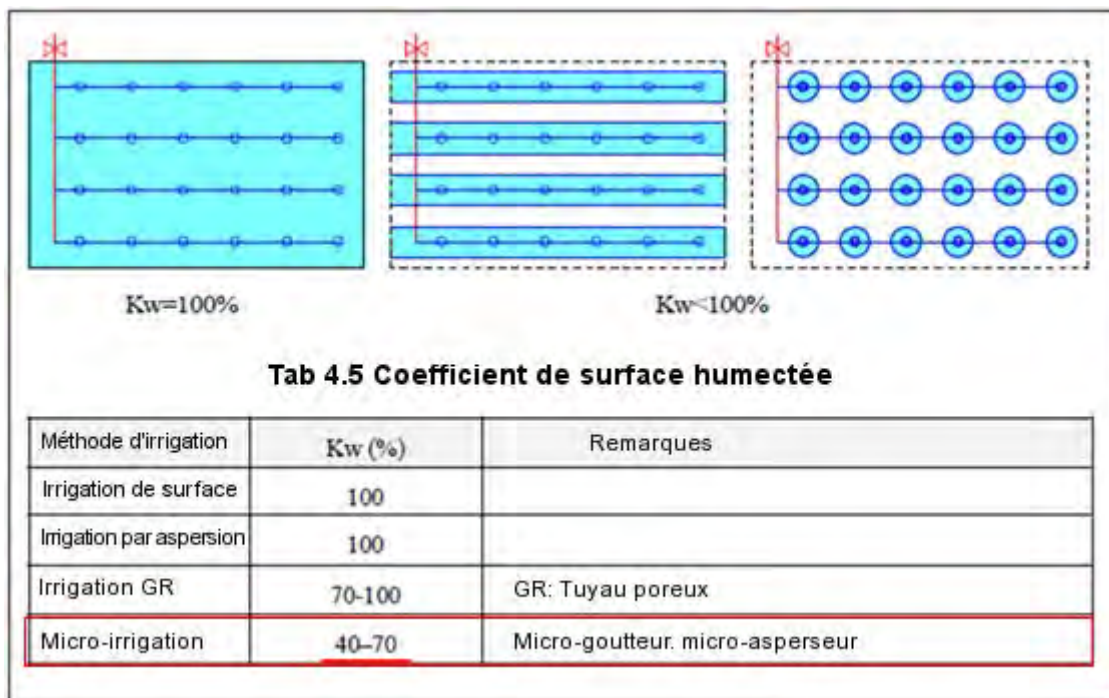 Kw=100%
Kw<100%
Tab 4.5 Coefficient de surface humectée
Méthode d'irrigation Kw (%) Remarques
Irrigation de surface 100
Irrigation par aspersion 100
Irrigation GR 70-100 GR: Tuyau poreux
Micro-irrigation 40–70 Micro-goutteur. micro-asperseur